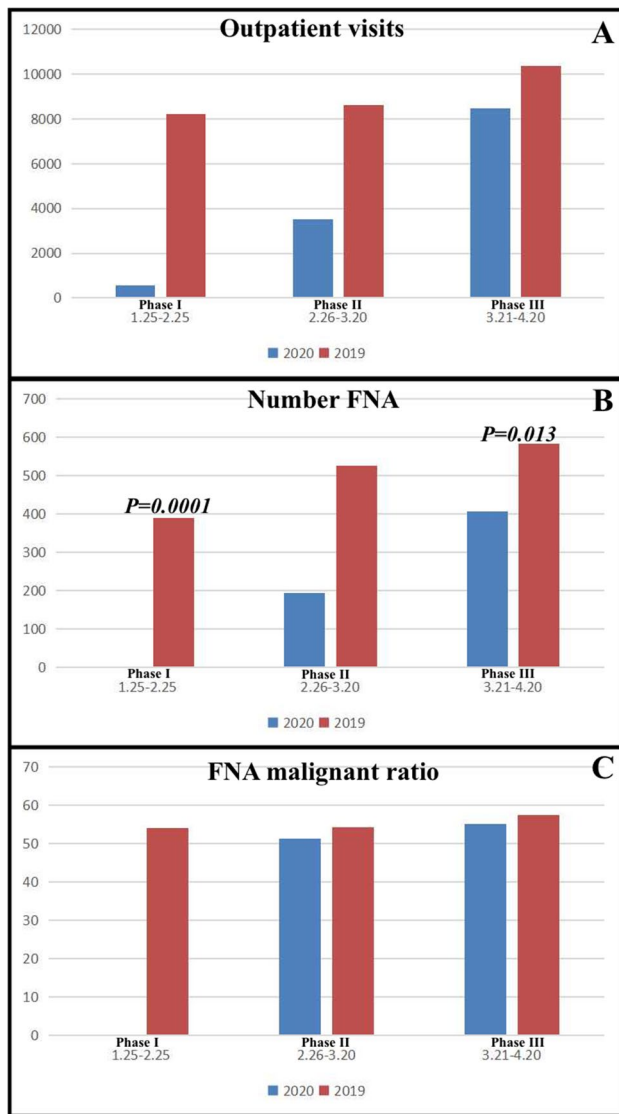 Outpatient visits
A
12000
10000
8000
6000
4000
2000
0
Phase I
Phase II
Phase III
1.25-2.25
2.26-3.20
3.21-4.20
2020 2019
Number FNA
B
700
600
500
400
300
200
100
0
P=0.0001
P=0.013
Phase I
Phase II
Phase III
1.25-2.25
2.26-3.20
3.21-4.20
2020 2019
FNA malignant ratio
C
70
60
50
40
30
20
10
0
Phase I
Phase II
Phase III
1.25-2.25
2.26-3.20
3.21-4.20
2020 2019